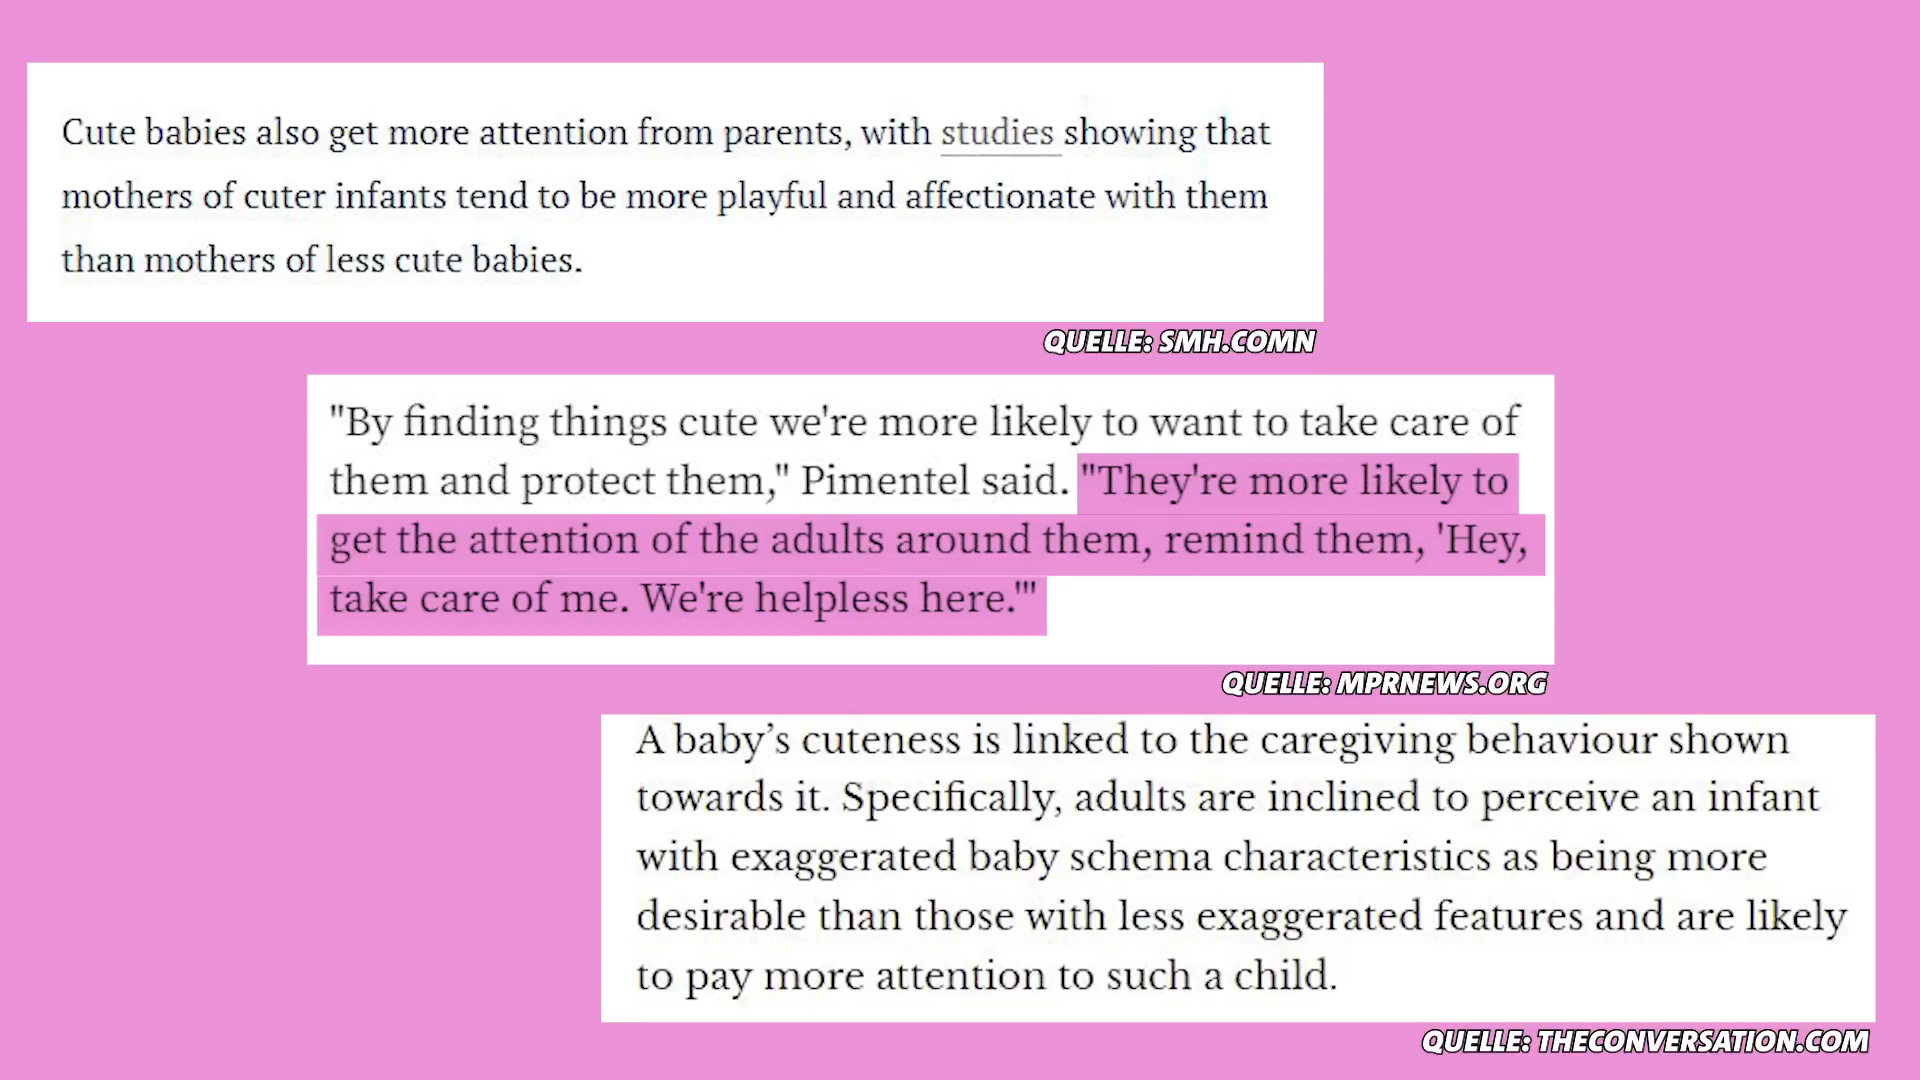 Cute babies also get more attention from parents, with studies showing that
mothers of cuter infants tend to be more playful and affectionate with them
than mothers of less cute babies.
QUELLE: SMH.COMN
"By finding things cute we're more likely to want to take care of
them and protect them," Pimentel said. "They're more likely to
get the attention of the adults around them, remind them, 'Hey,
take care of me. We're helpless here.'"
QUELLE: MPRNEWS.ORG
A baby’s cuteness is linked to the caregiving behaviour shown
towards it. Specifically, adults are inclined to perceive an infant
with exaggerated baby schema characteristics as being more
desirable than those with less exaggerated features and are likely
to pay more attention to such a child.
QUELLE: THECONVERSATION.COM